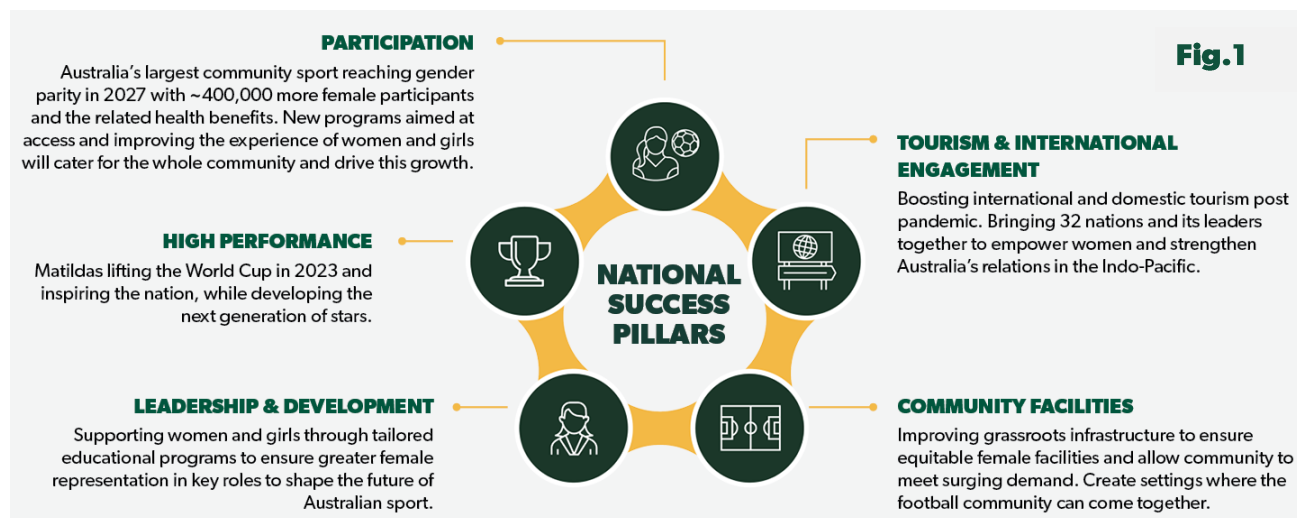 PARTICIPATION
Australia's largest community sport reaching gender
parity in 2027 with ~400,000 more female participants
and the related health benefits. New programs aimed at
access and improving the experience of women and girls
will cater for the whole community and drive this growth.
Fig.1
TOURISM & INTERNATIONAL
ENGAGEMENT
Boosting international and domestic tourism post
pandemic. Bringing 32 nations and its leaders
together to empower women and strengthen
Australia's relations in the Indo-Pacific.
HIGH PERFORMANCE
Matildas lifting the World Cup in 2023 and
inspiring the nation, while developing the
next generation of stars.
NATIONAL
SUCCESS
PILLARS
LEADERSHIP & DEVELOPMENT
Supporting women and girls through tailored
educational programs to ensure greater female
representation in key roles to shape the future of
Australian sport.
COMMUNITY FACILITIES
Improving grassroots infrastructure to ensure
equitable female facilities and allow community to
meet surging demand. Create settings where the
football community can come together.